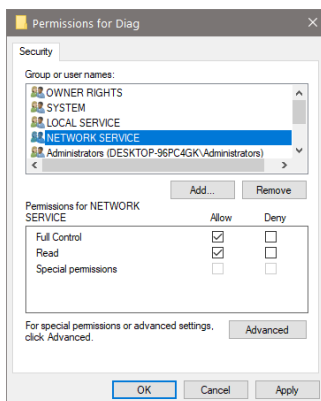 Permissions for Diag
Security
Group or user names:
OWNER RIGHTS
SYSTEM
LOCAL SERVICE
NETWORK SERVICE
Administrators (DESKTOP-96PC4GK\Administrators)
Add...
Remove
Permissions for NETWORK
SERVICE
Allow
Deny
Full Control
Read
Special permissions
For special permissions or advanced settings,
click Advanced.
Advanced
OK
Cancel
Apply